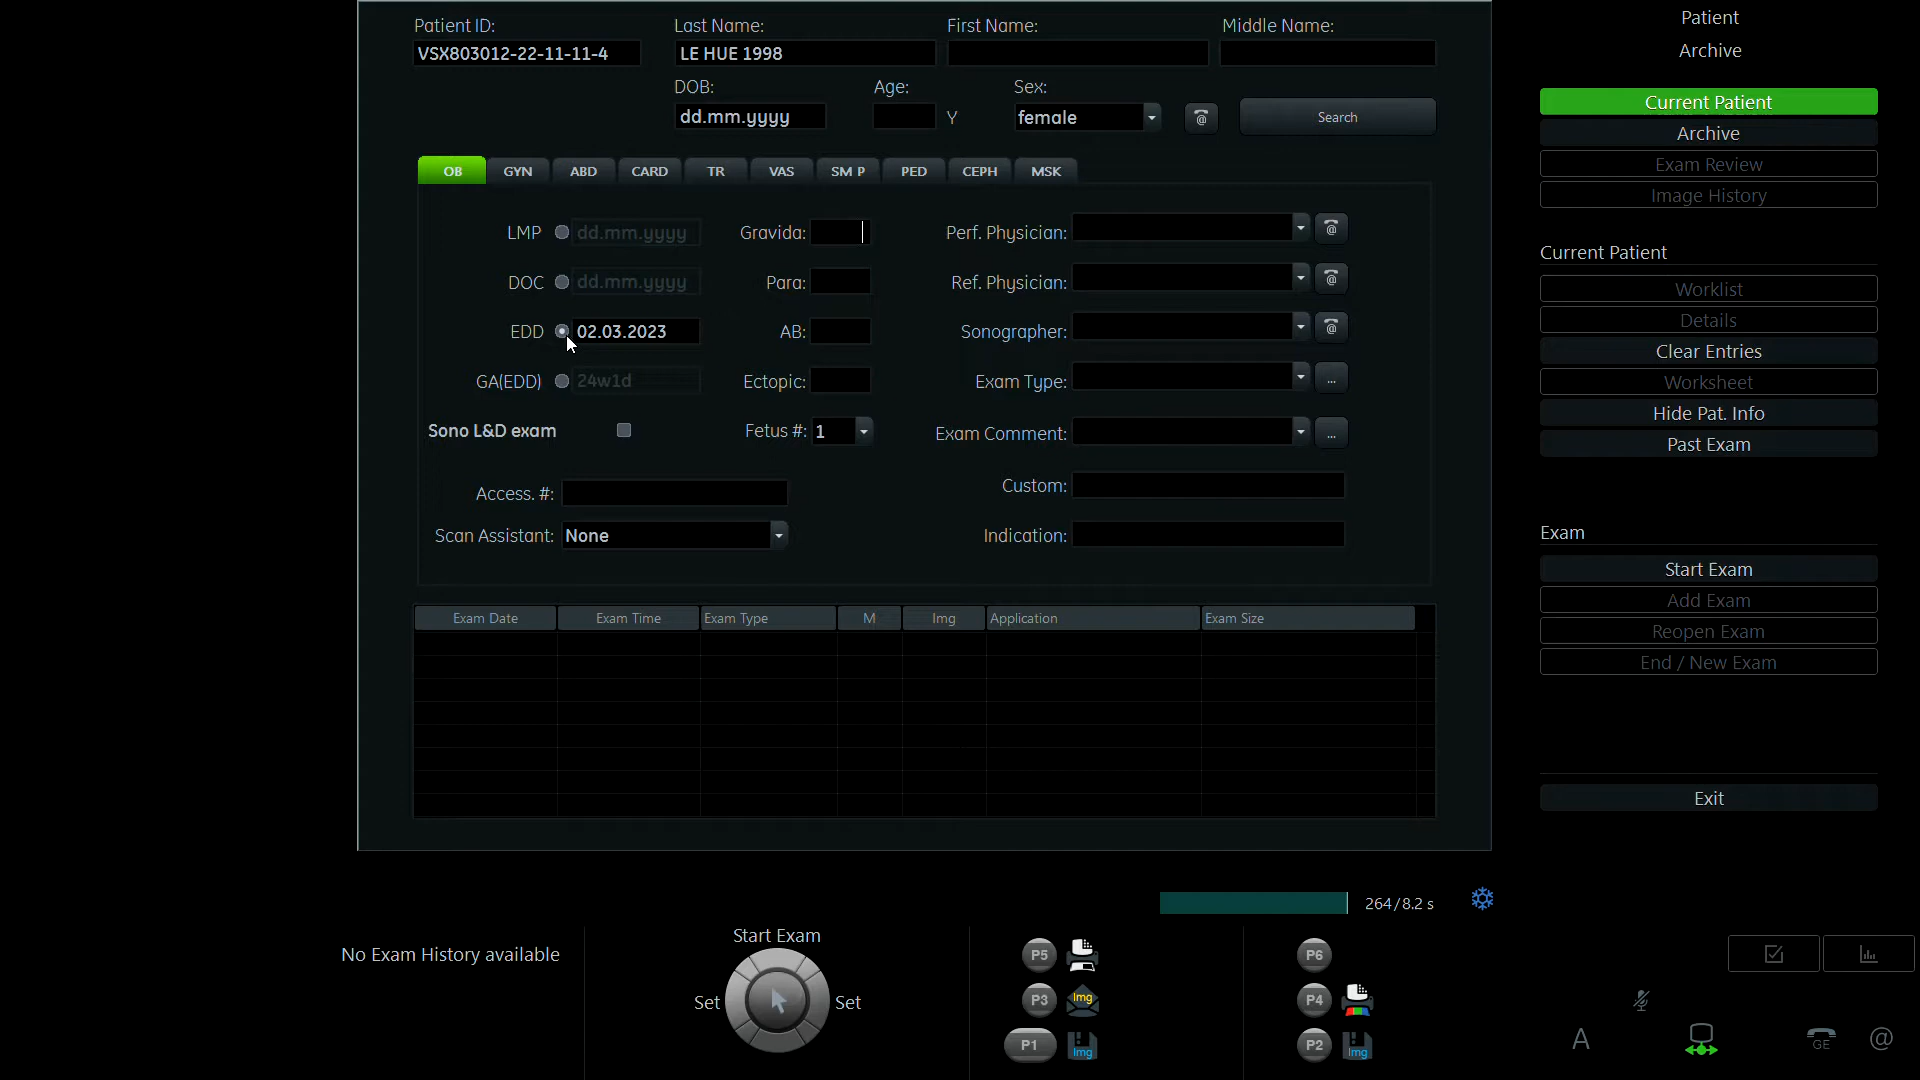 Patient ID: Last Name: First Name: Middle Name:
VSX803012-22-11-11-4 LE HUE 1998
DOB: Age: Sex:
dd.mm.yyyy Y female @ Search
OB GYN ABD CARD TR VAS SM P PED CEPH MSK
LMP dd.mm.yyyy Gravida: Perf. Physician: @
DOC dd.mm.yyyy Para: Ref. Physician: @
EDD 02.03.2023 AB: Sonographer: @
GA(EDD) 24w1d Ectopic: Exam Type: ...
Sono L&D exam Fetus #: 1 Exam Comment: ...
Access. #: Custom:
Scan Assistant: None Indication:
Exam Date Exam Time Exam Type M Img Application Exam Size
Patient
Archive
Current Patient
Archive
Exam Review
Image History
Current Patient
Worklist
Details
Clear Entries
Worksheet
Hide Pat. Info
Past Exam
Exam
Start Exam
Add Exam
Reopen Exam
End / New Exam
Exit
264/8.2 s
No Exam History available
Start Exam
Set Set
P5 P6
P3 Img P4
P1 Img P2 Img
A GE @